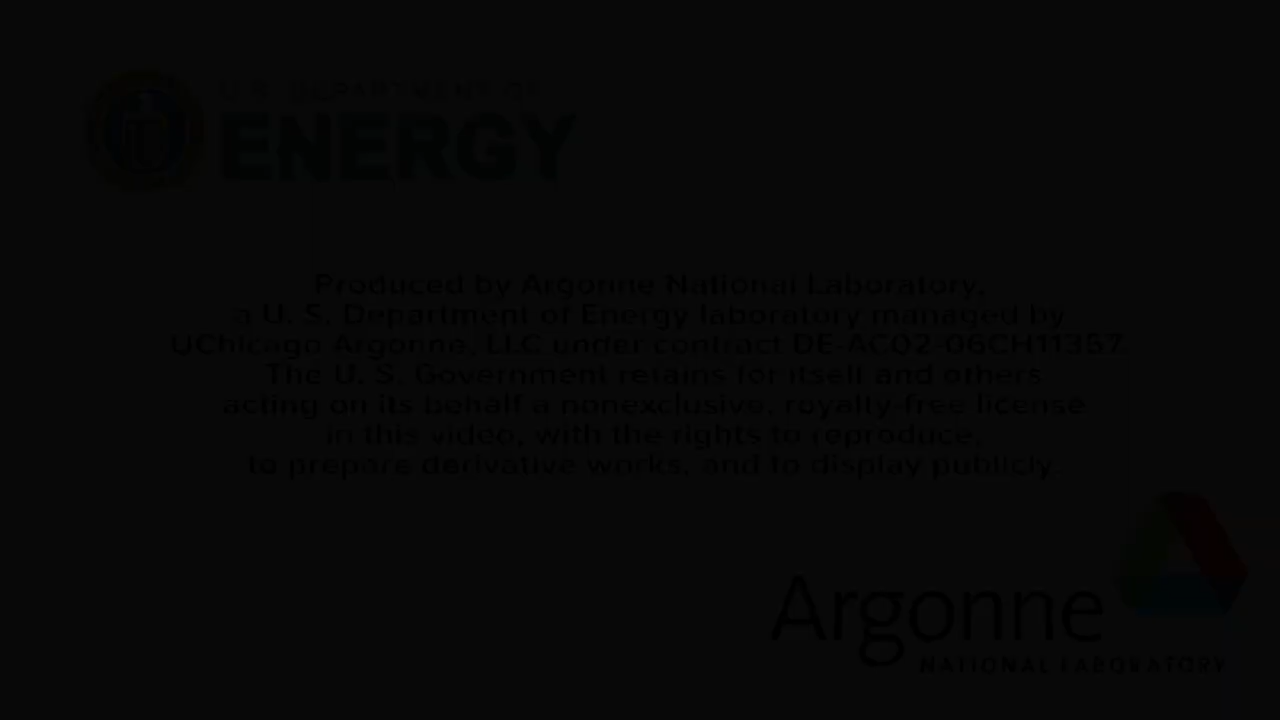 U.S. DEPARTMENT OF
ENERGY
Produced by Argonne National Laboratory,
a U. S. Department of Energy laboratory managed by
UChicago Argonne, LLC under contract DE-AC02-06CH11357.
The U. S. Government retains for itself and others
acting on its behalf a nonexclusive, royalty-free license
in this video, with the rights to reproduce,
to prepare derivative works, and to display publicly.
Argonne
NATIONAL LABORATORY